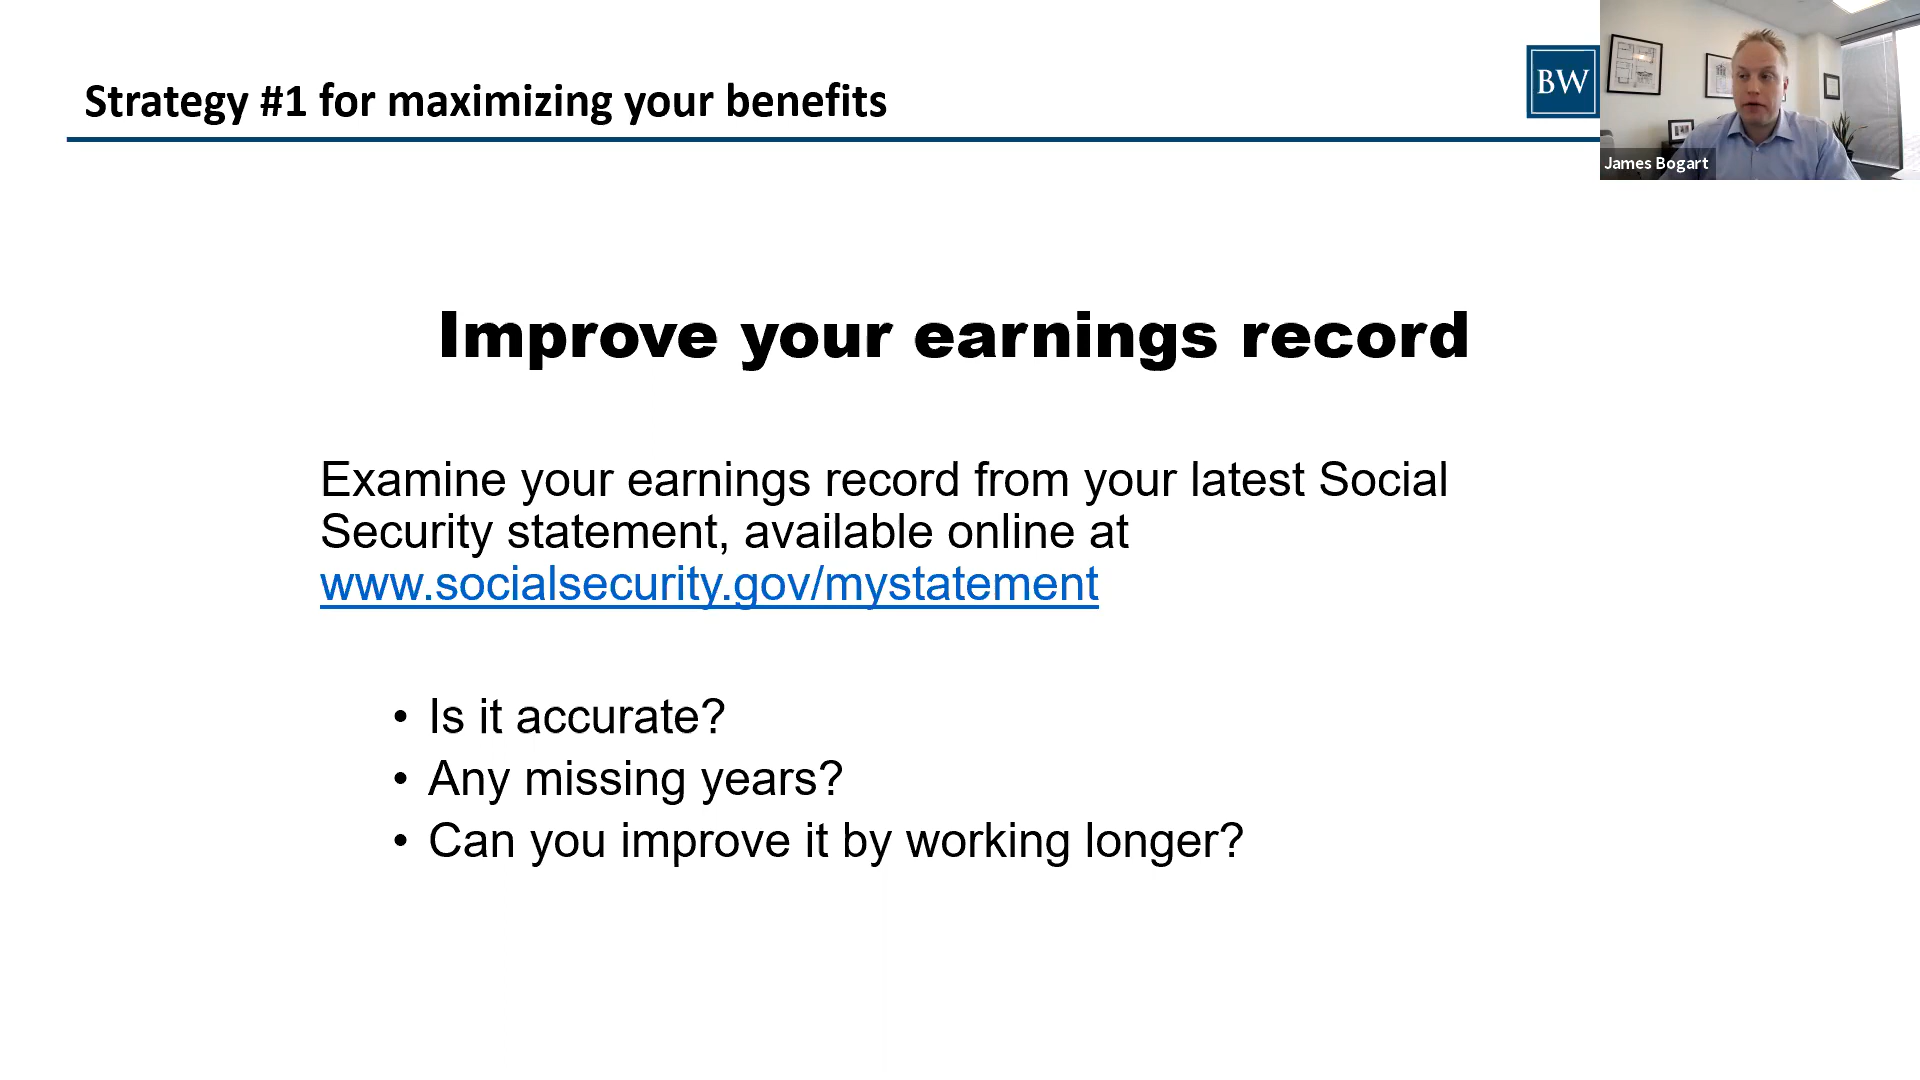 Strategy #1 for maximizing your benefits
BW
James Bogart
Improve your earnings record
Examine your earnings record from your latest Social
Security statement, available online at
www.socialsecurity.gov/mystatement
• Is it accurate?
• Any missing years?
• Can you improve it by working longer?